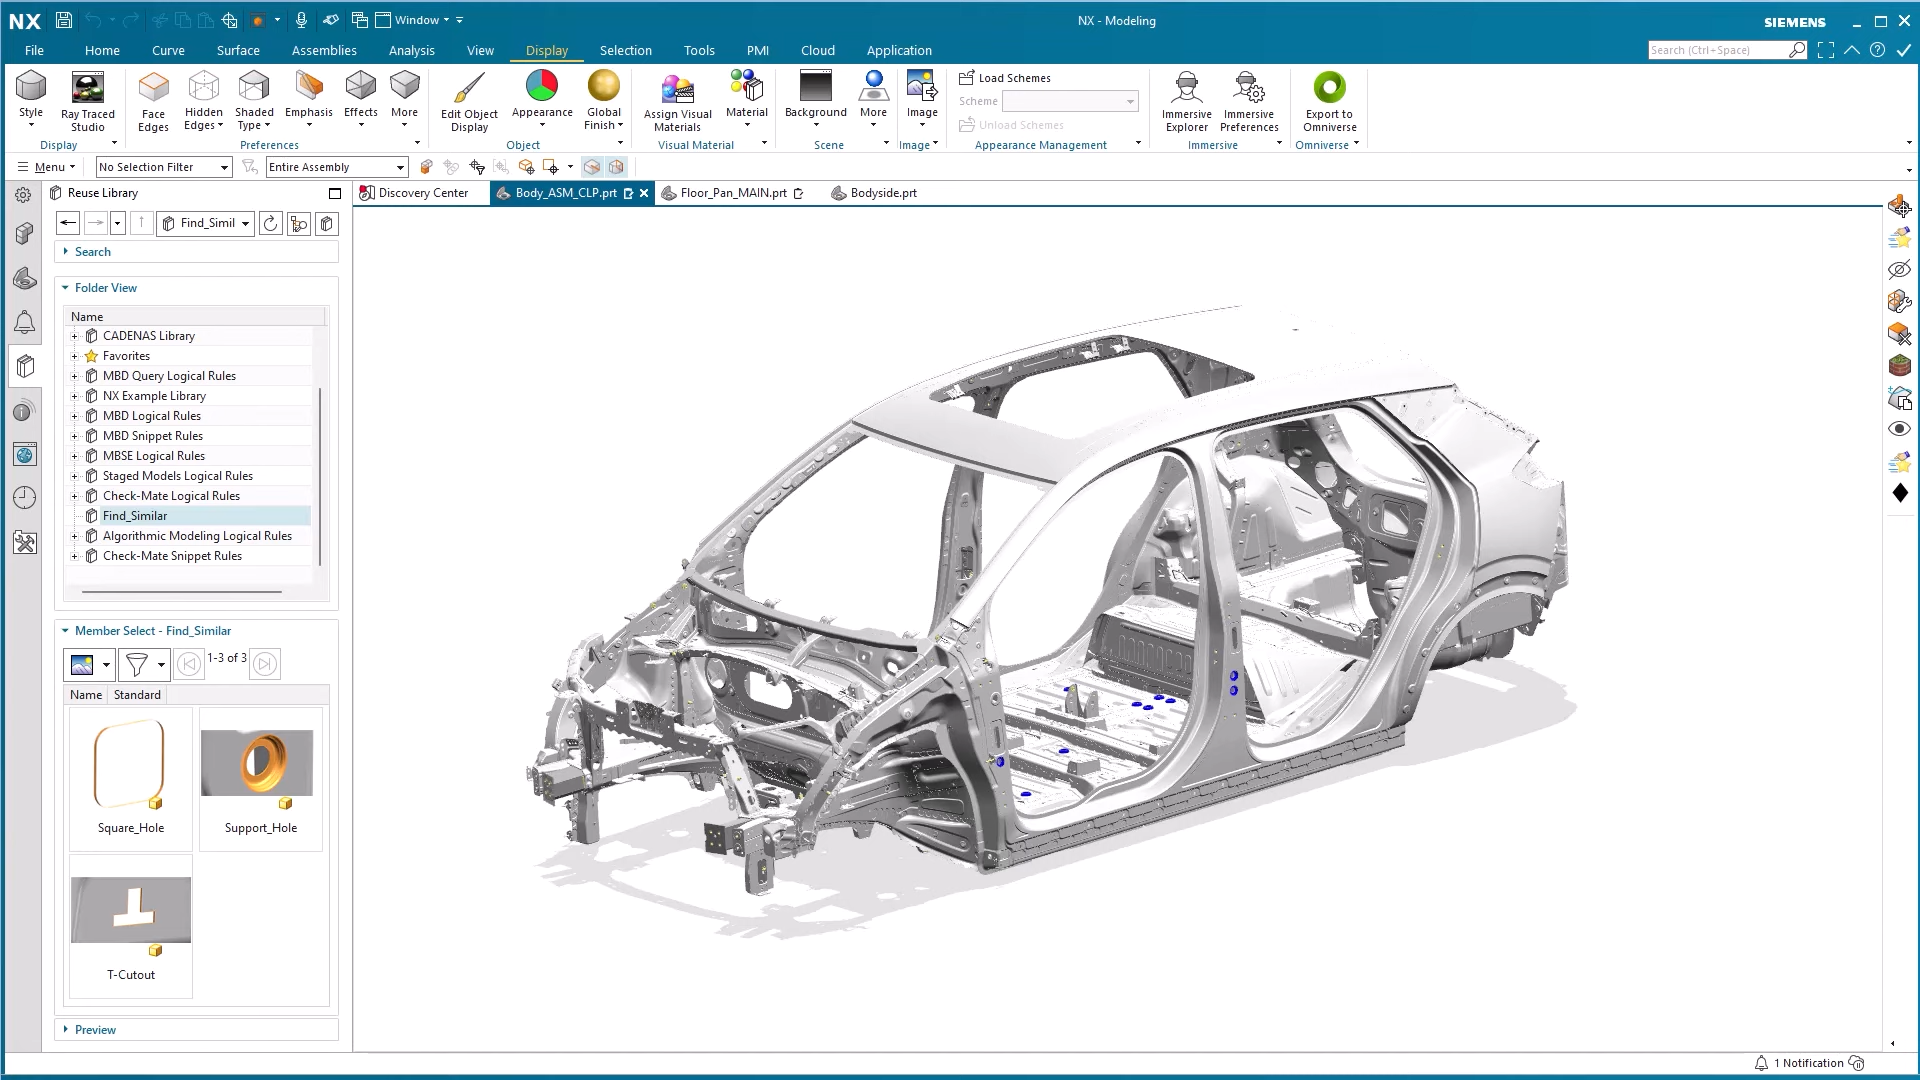 NX Window NX - Modeling SIEMENS
File Home Curve Surface Assemblies Analysis View Display Selection Tools PMI Cloud Application Search (Ctrl+Space)
Style
Ray Traced
Studio
Display
Face
Edges
Hidden
Edges
Shaded
Type
Emphasis
Effects
More
Preferences
Edit Object
Display
Appearance
Global
Finish
Object
Assign Visual
Materials
Material
Visual Material
Background
More
Scene
Image
Image
Load Schemes
Scheme
Unload Schemes
Appearance Management
Immersive
Explorer
Immersive
Preferences
Immersive
Export to
Omniverse
Omniverse
Menu No Selection Filter Entire Assembly
Reuse Library
Discovery Center Body_ASM_CLP.prt Floor_Pan_MAIN.prt Bodyside.prt
Find_Simil
Search
Folder View
Name
CADENAS Library
Favorites
MBD Query Logical Rules
NX Example Library
MBD Logical Rules
MBD Snippet Rules
MBSE Logical Rules
Staged Models Logical Rules
Check-Mate Logical Rules
Find_Similar
Algorithmic Modeling Logical Rules
Check-Mate Snippet Rules
Member Select - Find_Similar
1-3 of 3
Name Standard
Square_Hole Support_Hole
T-Cutout
Preview
1 Notification